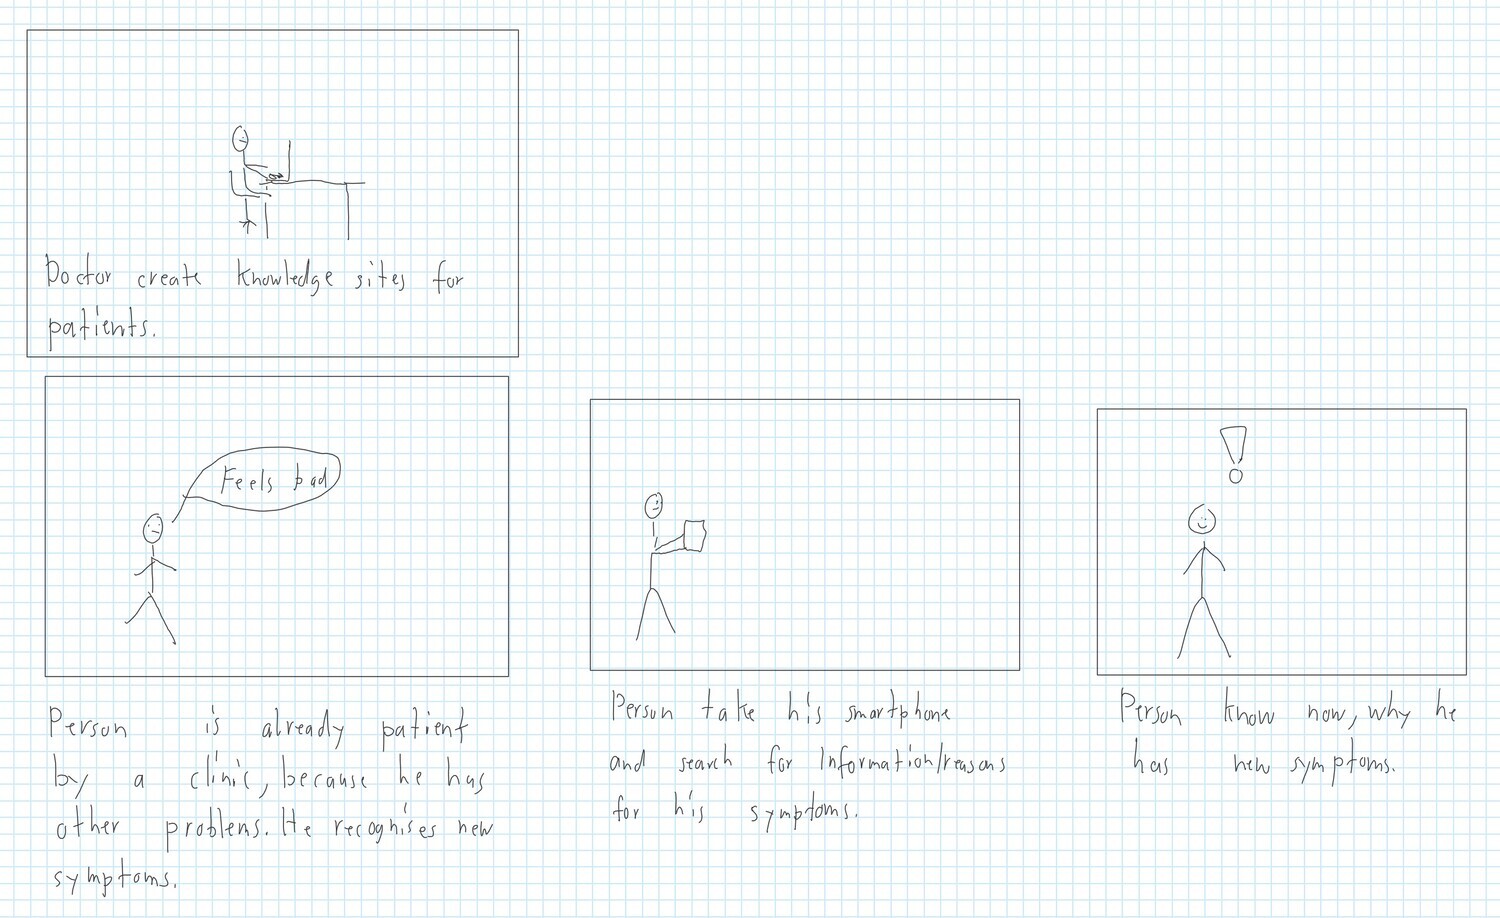 Doctor create knowledge sites for
patients.
Feels bad
Person is already patient
by a clinic, because he has
other problems. He recognises new
symptoms.
Person take his smartphone
and search for Information/reasons
for his symptoms.
Person know now, why he
has new symptoms.